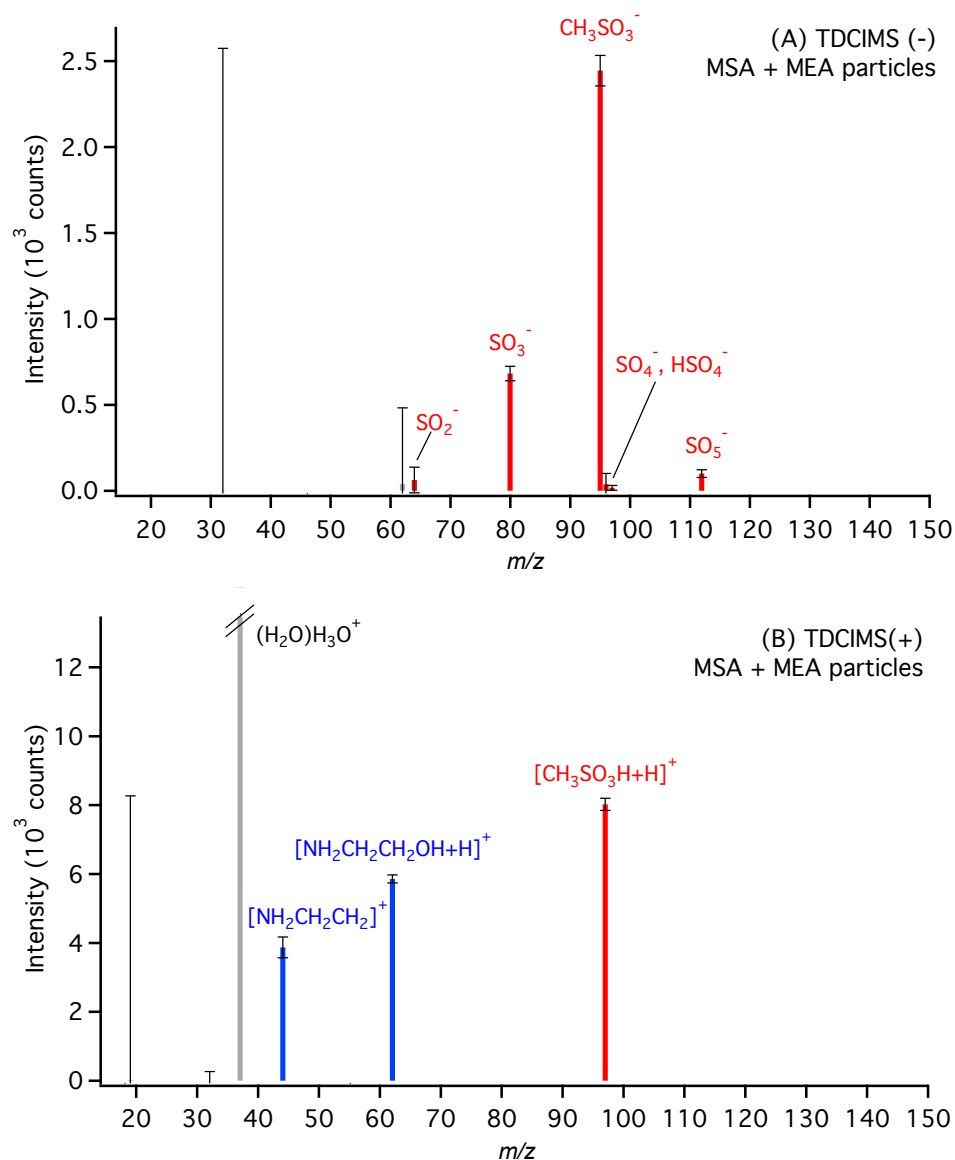 (A) TDCIMS (-)
MSA + MEA particles
CH₃SO₃⁻
SO₃⁻
SO₂⁻
SO₄⁻, HSO₄⁻
SO₅⁻
Intensity (10³ counts)
2.5
2.0
1.5
1.0
0.5
0.0
20 30 40 50 60 70 80 90 100 110 120 130 140 150
m/z
(B) TDCIMS(+)
MSA + MEA particles
(H₂O)H₃O⁺
[CH₃SO₃H+H]⁺
[NH₂CH₂CH₂OH+H]⁺
[NH₂CH₂CH₂]⁺
Intensity (10³ counts)
12
10
8
6
4
2
0
20 30 40 50 60 70 80 90 100 110 120 130 140 150
m/z